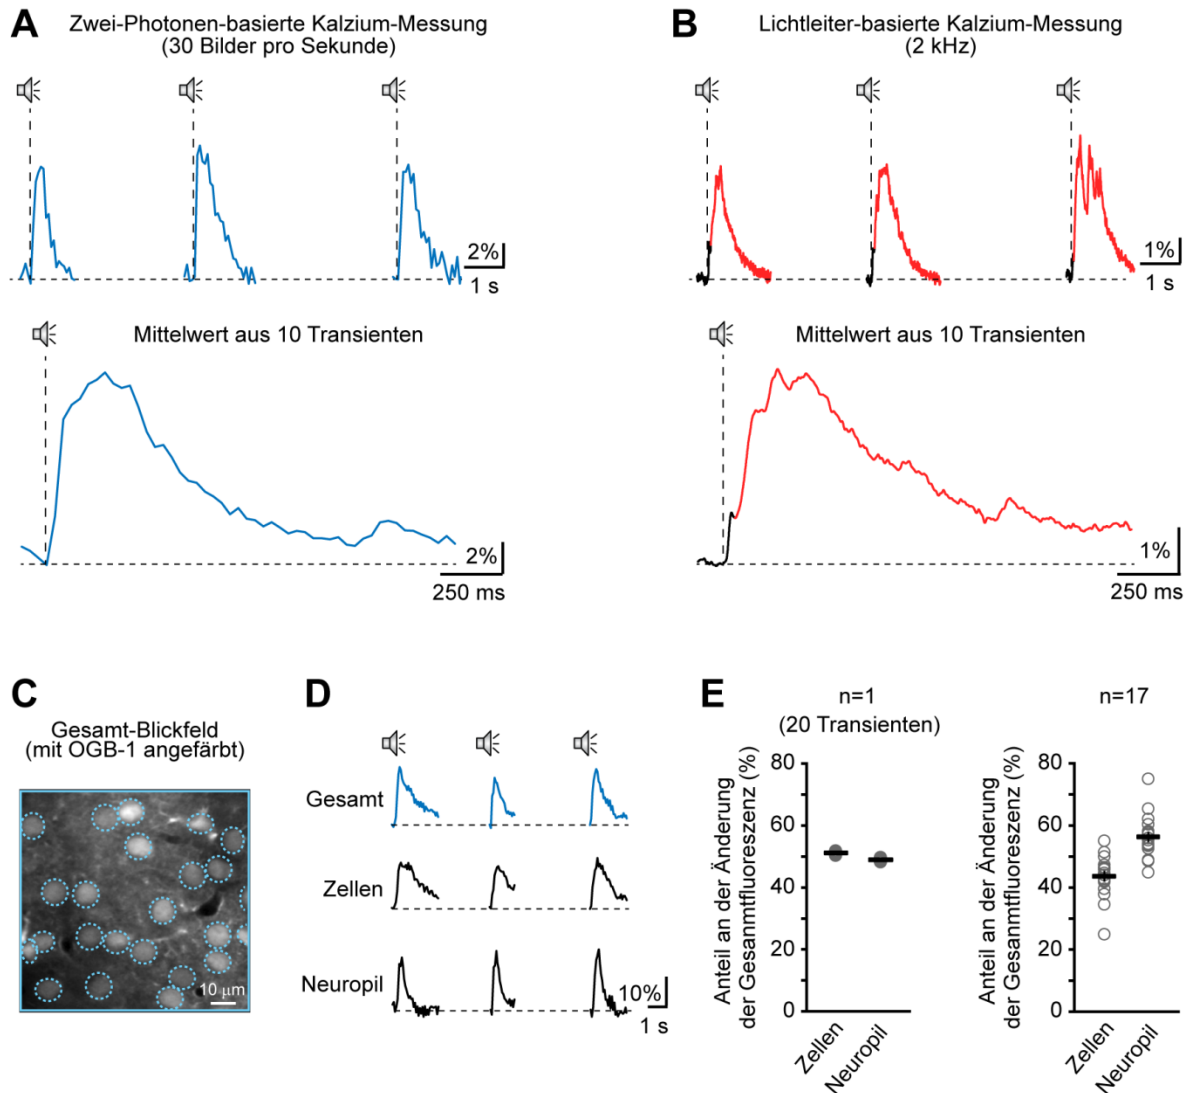 A
Zwei-Photonen-basierte Kalzium-Messung
(30 Bilder pro Sekunde)
2%
1 s
Mittelwert aus 10 Transienten
2%
250 ms
B
Lichtleiter-basierte Kalzium-Messung
(2 kHz)
1%
1 s
Mittelwert aus 10 Transienten
1%
250 ms
C
Gesamt-Blickfeld
(mit OGB-1 angefärbt)
10 µm
D
Gesamt
Zellen
Neuropil
10%
1 s
E
n=1
(20 Transienten)
Anteil an der Änderung
der Gesanmtfluoreszenz (%)
80
60
40
20
0
Zellen
Neuropil
n=17
Anteil an der Änderung
der Gesanmtfluoreszenz (%)
80
60
40
20
0
Zellen
Neuropil